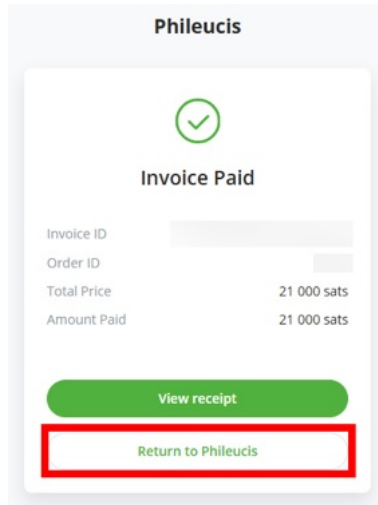 Phileucis
Invoice Paid
Invoice ID
Order ID
Total Price 21 000 sats
Amount Paid 21 000 sats
View receipt
Return to Phileucis